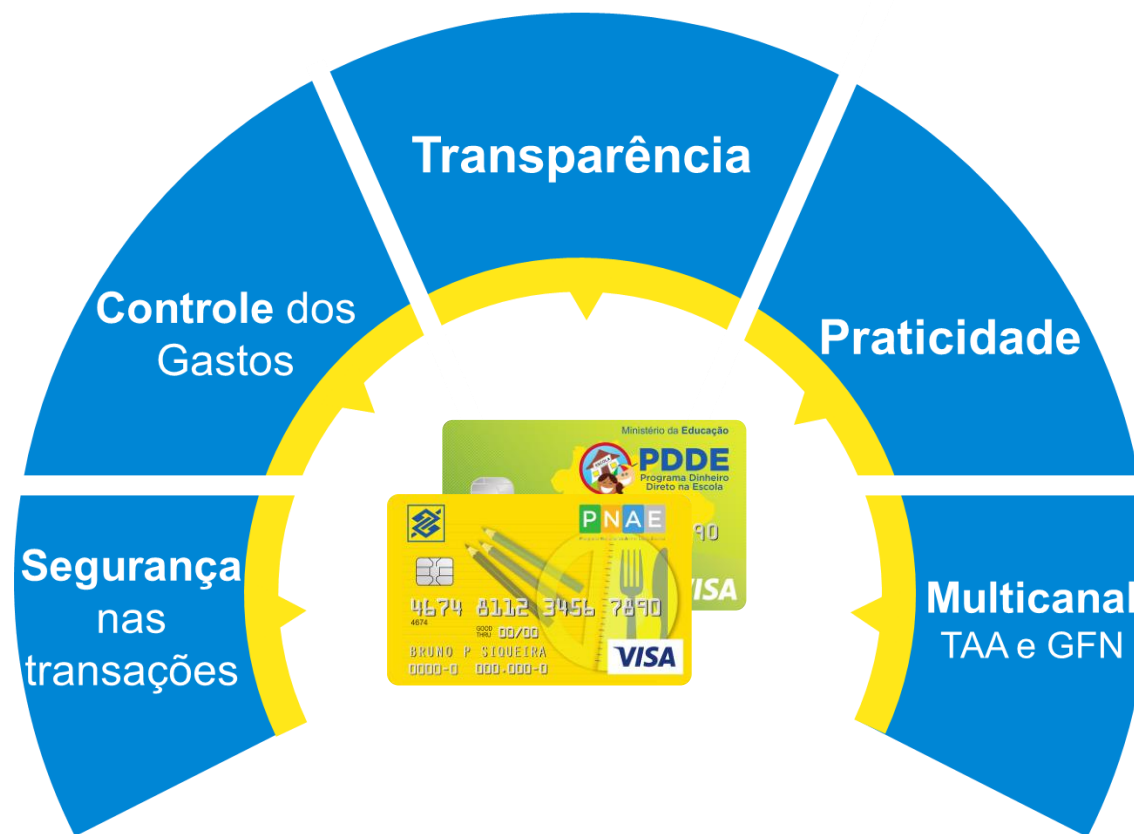 Transparência
Controle dos
Gastos
Praticidade
Segurança
nas
transações
Multicanal
TAA e GFN
Ministério da Educação
ESCOLA
PDDE
Programa Dinheiro
Direto na Escola
90
VISA
PNAE
4674 8112 3456 7890
4674
GOOD
THRU 00/00
BRUNO P SIQUEIRA
0000-0 000.000-0
VISA